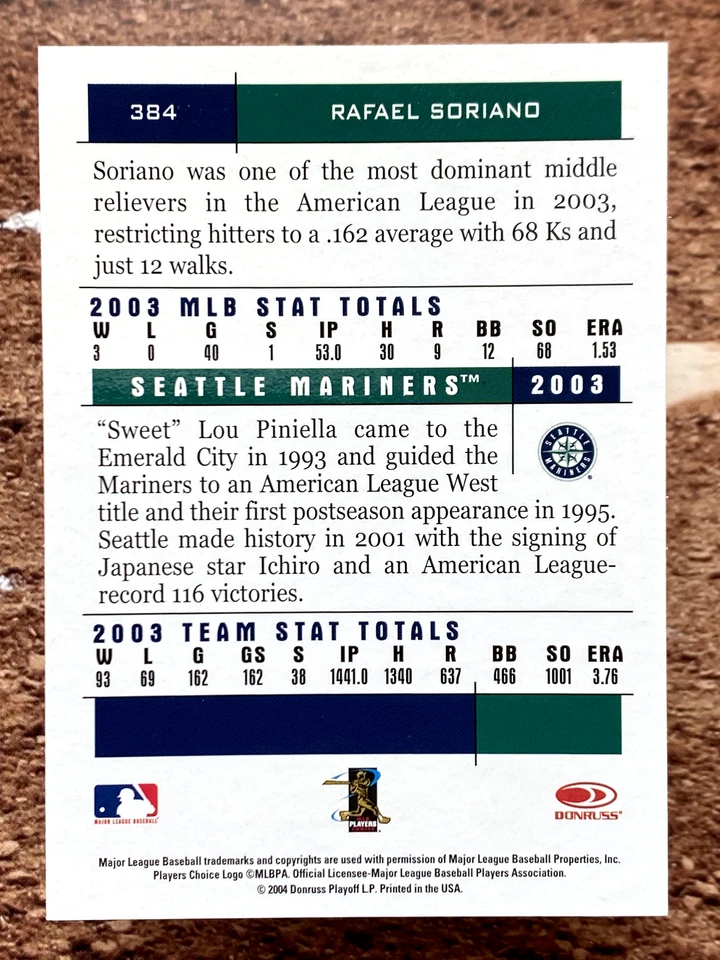 384 RAFAEL SORIANO
Soriano was one of the most dominant middle
relievers in the American League in 2003,
restricting hitters to a .162 average with 68 Ks and
just 12 walks.
2003 MLB STAT TOTALS
W L G S IP H R BB SO ERA
3 0 40 1 53.0 30 9 12 68 1.53
SEATTLE MARINERS™ 2003
"Sweet" Lou Piniella came to the
Emerald City in 1993 and guided the
Mariners to an American League West
title and their first postseason appearance in 1995.
Seattle made history in 2001 with the signing of
Japanese star Ichiro and an American League-
record 116 victories.
SEATTLE MARINERS ®
2003 TEAM STAT TOTALS
W L G GS S IP H R BB SO ERA
93 69 162 162 38 1441.0 1340 637 466 1001 3.76
MAJOR LEAGUE BASEBALL
PLAYERS
CHOICE
DONRUSS
Major League Baseball trademarks and copyrights are used with permission of Major League Baseball Properties, Inc.
Players Choice Logo ©MLBPA. Official Licensee-Major League Baseball Players Association.
© 2004 Donruss Playoff L.P. Printed in the USA.